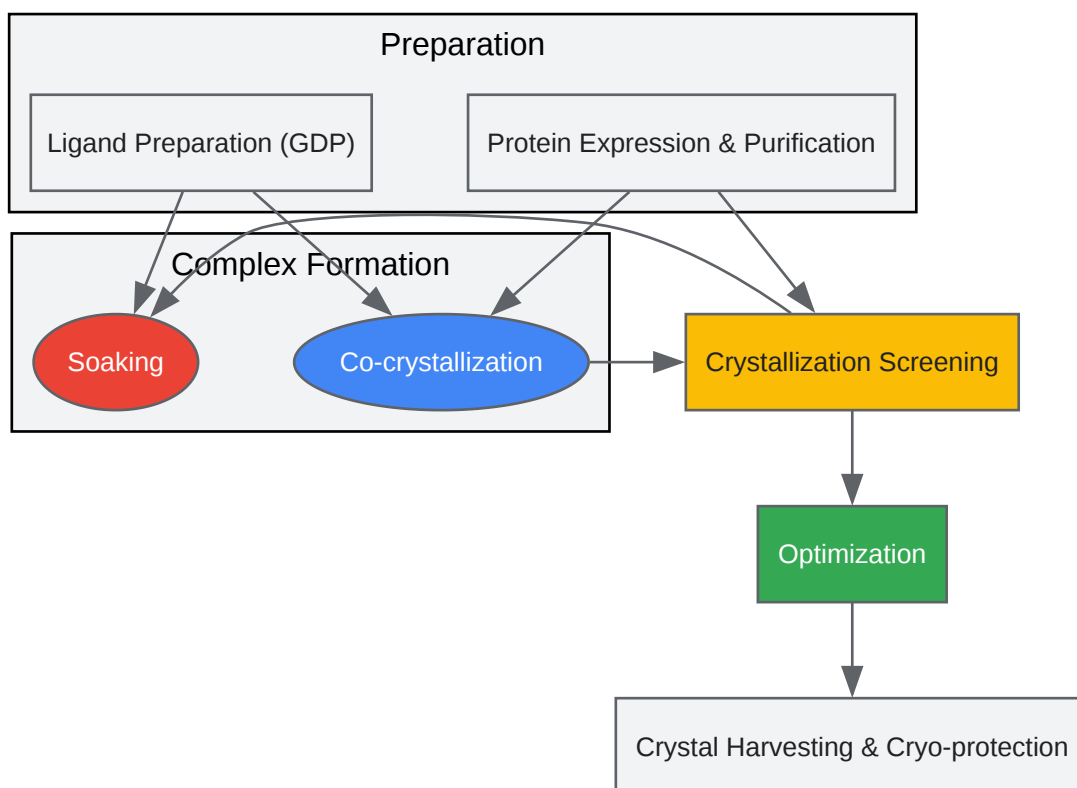 Preparation
Ligand Preparation (GDP)
Protein Expression & Purification
Complex Formation
Soaking
Co-crystallization
Crystallization Screening
Optimization
Crystal Harvesting & Cryo-protection